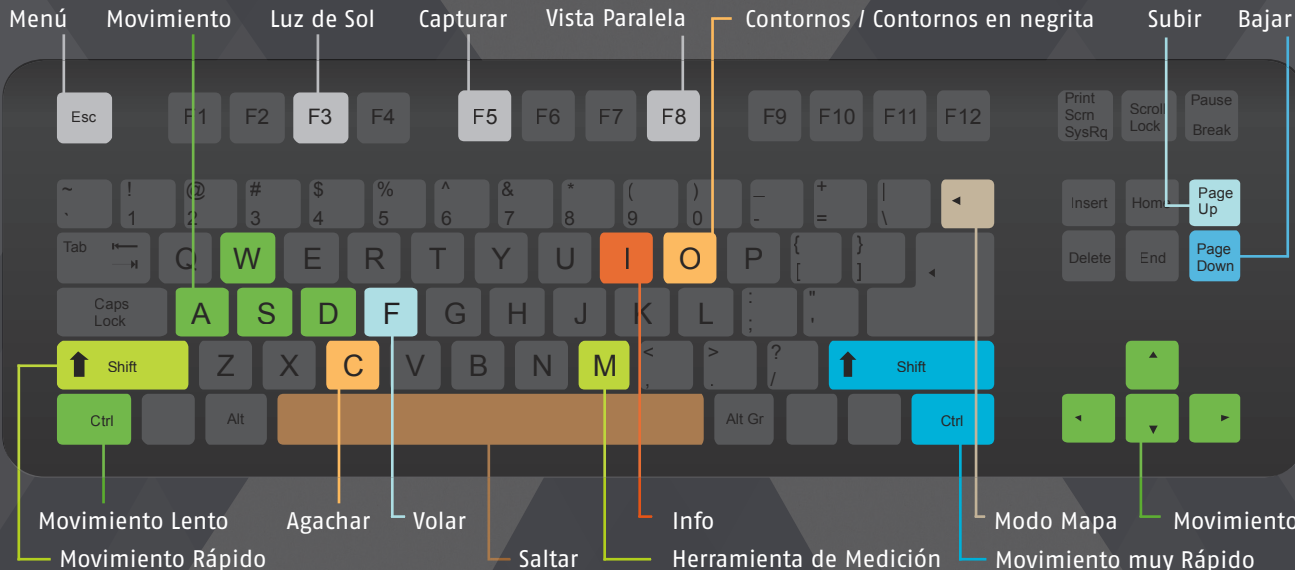 Menú Movimiento Luz de Sol Capturar Vista Paralela Contornos / Contornos en negrita Subir Bajar
Esc F1 F2 F3 F4 F5 F6 F7 F8 F9 F10 F11 F12 Print Scrn SysRq Scroll Lock Pause Break
~ ! @ # $ % ^ & * ( ) _ + |
` 1 2 3 4 5 6 7 8 9 0 - = \ Insert Home Page Up
Tab Q W E R T Y U I O P { [ } ] Delete End Page Down
Caps Lock A S D F G H J K L : ; " '
Shift Z X C V B N M < , > . ? / Shift
Ctrl Alt Alt Gr Ctrl
Movimiento Lento Agachar Volar Info Modo Mapa Movimiento
Movimiento Rápido Saltar Herramienta de Medición Movimiento muy Rápido